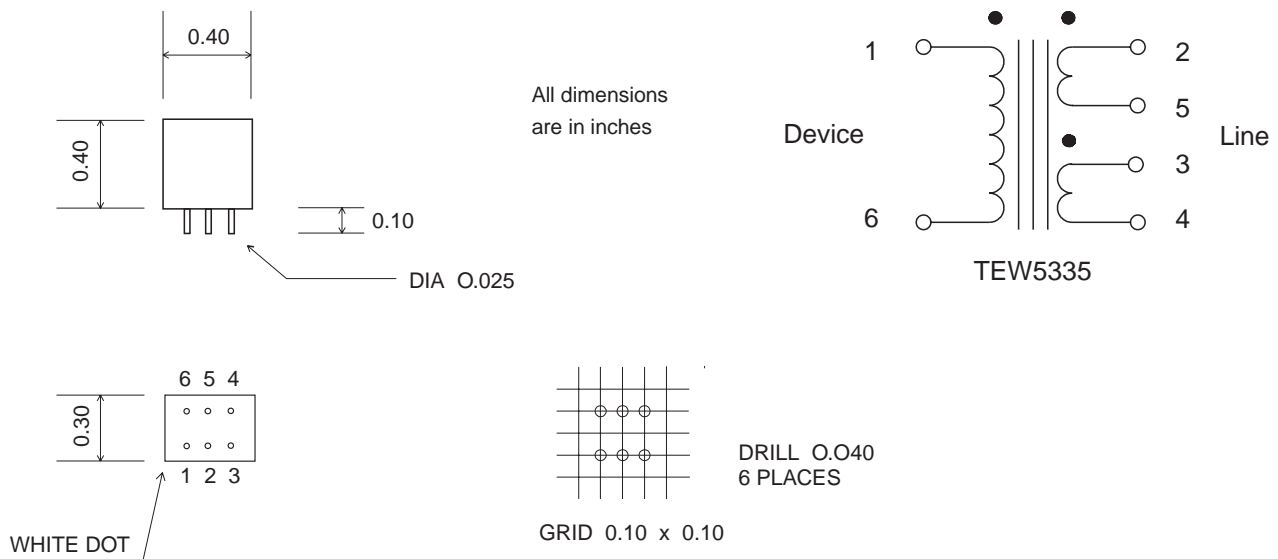 0.40
0.40
0.10
DIA O.025
All dimensions
are in inches
1
2
5
Device
Line
3
6
4
TEW5335
6 5 4
0.30
1 2 3
WHITE DOT
DRILL O.O40
6 PLACES
GRID 0.10 x 0.10